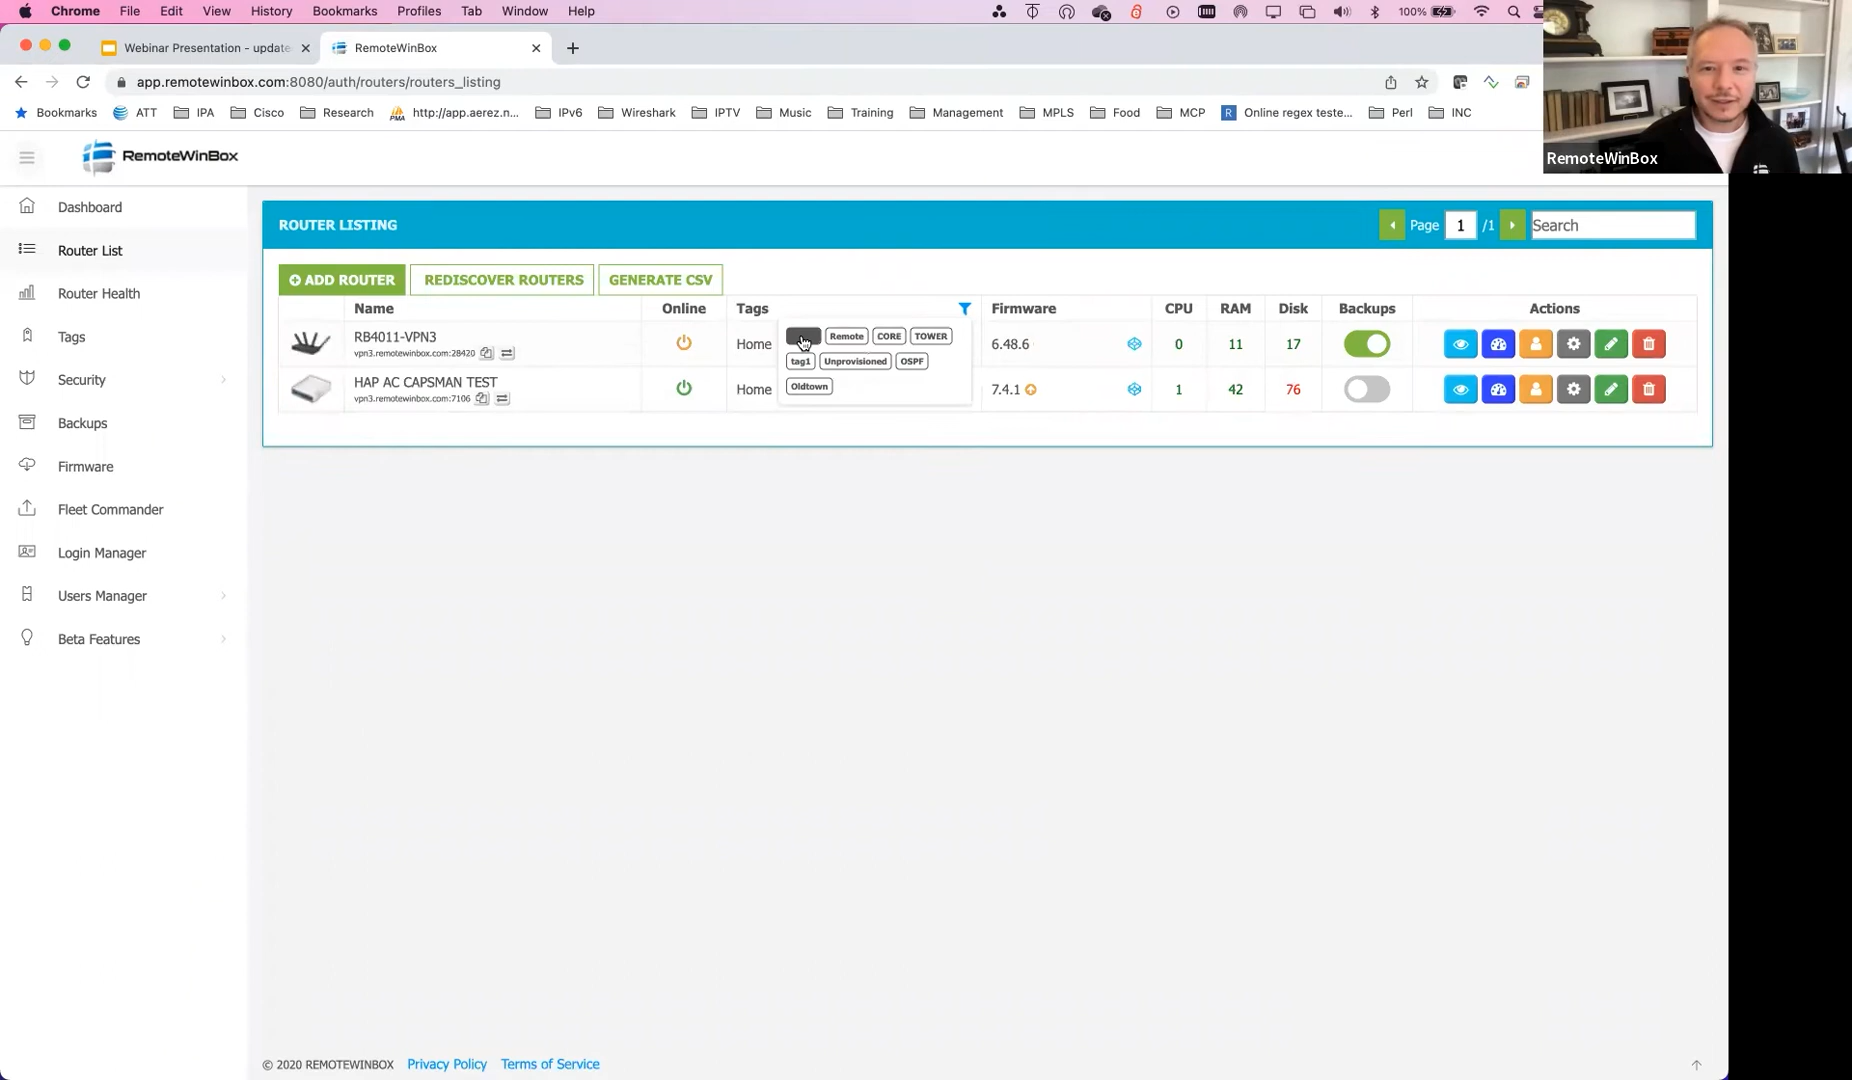 Chrome File Edit View History Bookmarks Profiles Tab Window Help 100%
Webinar Presentation - update RemoteWinBox
app.remotewinbox.com:8080/auth/routers/routers_listing
Bookmarks ATT IPA Cisco Research http://app.aerez.n... IPv6 Wireshark IPTV Music Training Management MPLS Food MCP Online regex teste... Perl INC
RemoteWinBox
RemoteWinBox
Dashboard
Router List
Router Health
Tags
Security
Backups
Firmware
Fleet Commander
Login Manager
Users Manager
Beta Features
ROUTER LISTING Page 1 /1 Search
ADD ROUTER REDISCOVER ROUTERS GENERATE CSV
Name Online Tags Firmware CPU RAM Disk Backups Actions
RB4011-VPN3
vpn3.remotewinbox.com:28420
Home 6.48.6 0 11 17
HAP AC CAPSMAN TEST
vpn3.remotewinbox.com:7106
Home 7.4.1 1 42 76
Remote CORE TOWER
tag1 Unprovisioned OSPF
Oldtown
© 2020 REMOTEWINBOX Privacy Policy Terms of Service